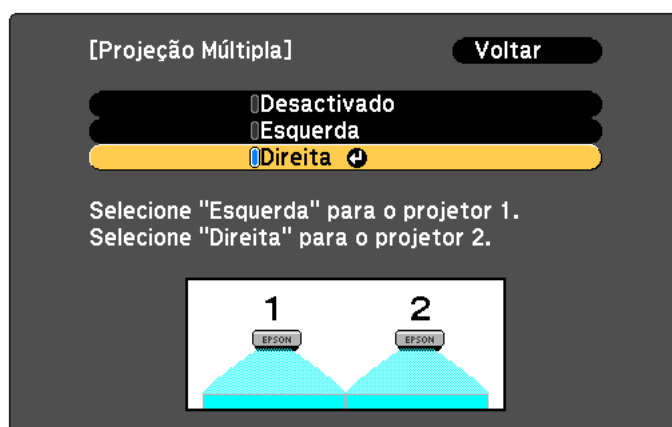 [Projeção Múltipla]
Voltar
Desactivado
Esquerda
Direita
Selecione "Esquerda" para o projetor 1.
Selecione "Direita" para o projetor 2.
1 2
EPSON EPSON